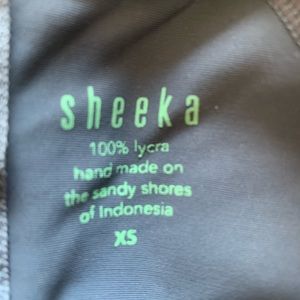 sheeka
100% lycra
hand made on
the sandy shores
of Indonesia
XS